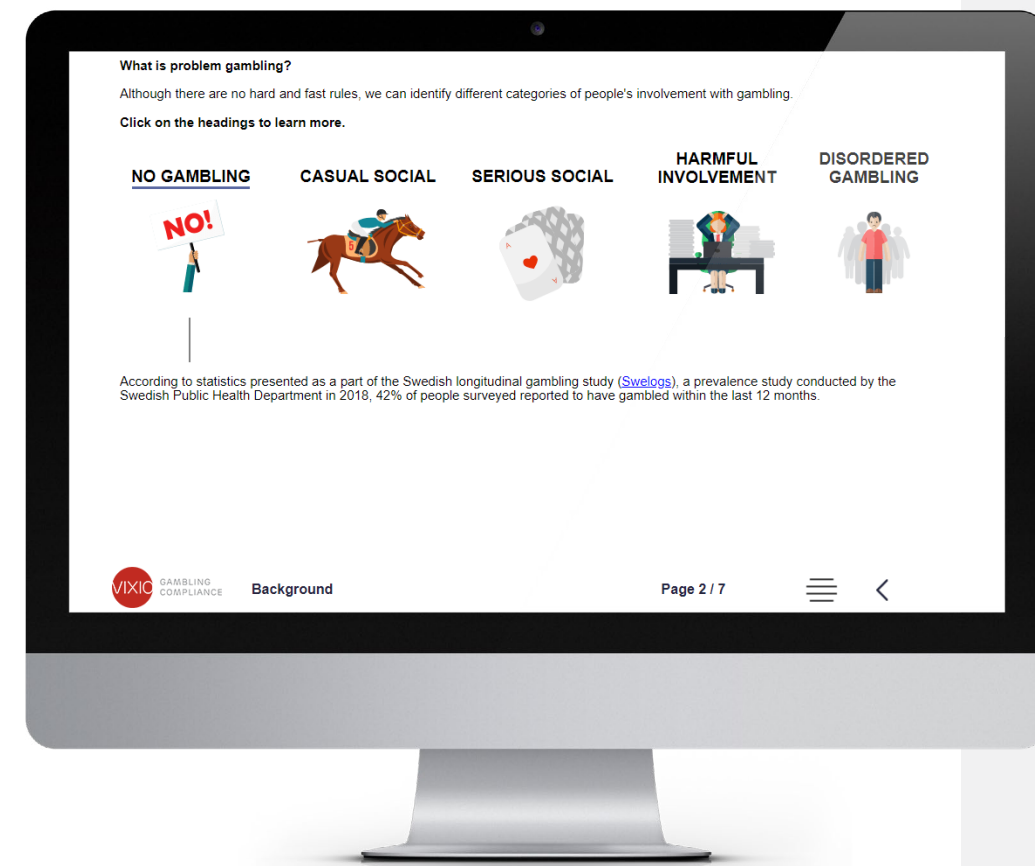 What is problem gambling?
Although there are no hard and fast rules, we can identify different categories of people's involvement with gambling.
Click on the headings to learn more.
NO GAMBLING
CASUAL SOCIAL
SERIOUS SOCIAL
HARMFUL
INVOLVEMENT
DISORDERED
GAMBLING
NO!
5
A
A
According to statistics presented as a part of the Swedish longitudinal gambling study (Swelogs), a prevalence study conducted by the
Swedish Public Health Department in 2018, 42% of people surveyed reported to have gambled within the last 12 months.
VIXIO
GAMBLING
COMPLIANCE
Background
Page 2 / 7